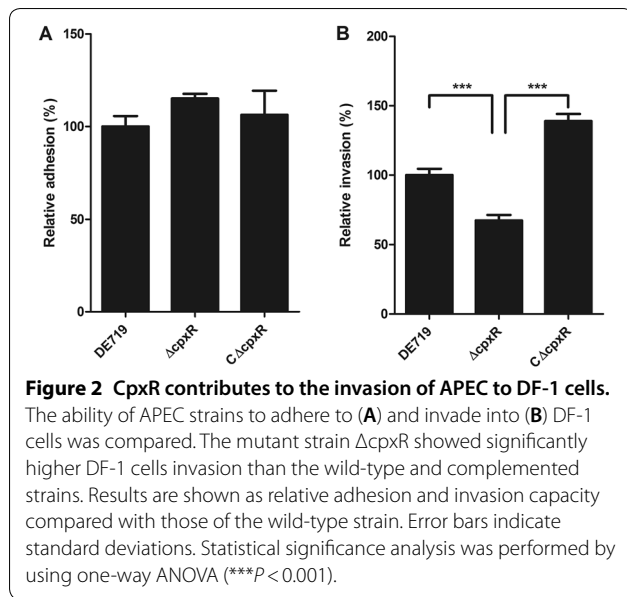 A
B
150
100
50
0
Relative adhesion (%)
DE719
ΔcpxR
CΔcpxR
200
150
100
50
0
Relative invasion (%)
***
***
DE719
ΔcpxR
CΔcpxR
Figure 2 CpxR contributes to the invasion of APEC to DF-1 cells.
The ability of APEC strains to adhere to (A) and invade into (B) DF-1
cells was compared. The mutant strain ΔcpxR showed significantly
higher DF-1 cells invasion than the wild-type and complemented
strains. Results are shown as relative adhesion and invasion capacity
compared with those of the wild-type strain. Error bars indicate
standard deviations. Statistical significance analysis was performed by
using one-way ANOVA (***P < 0.001).